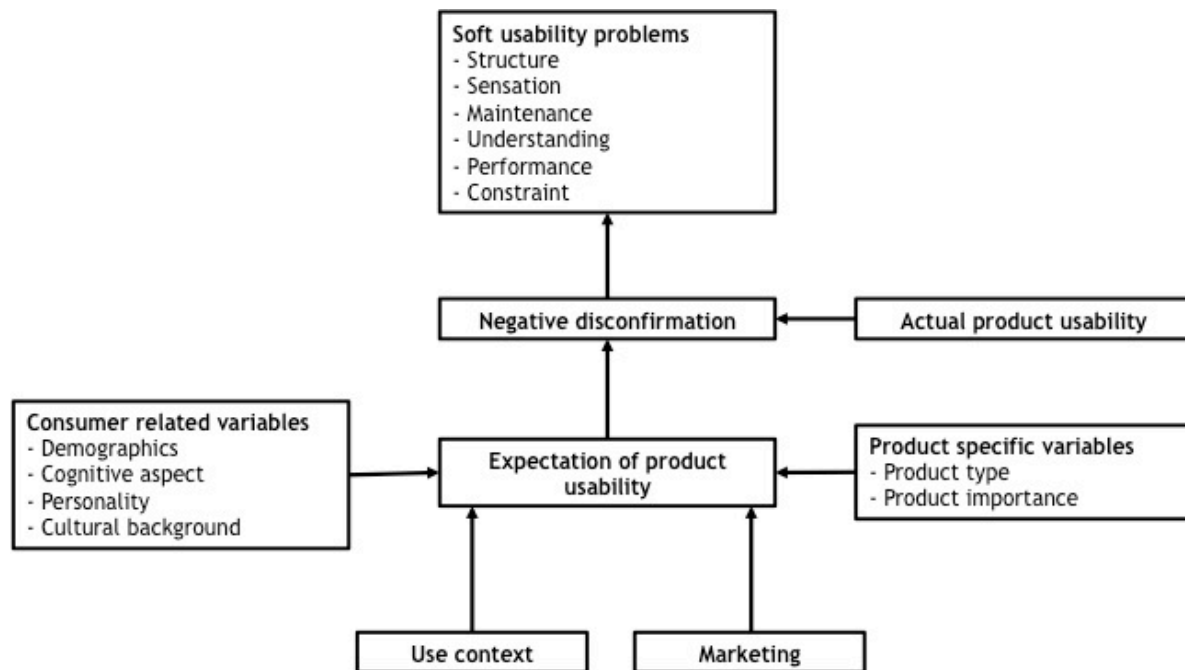 Soft usability problems
- Structure
- Sensation
- Maintenance
- Understanding
- Performance
- Constraint
Negative disconfirmation
Actual product usability
Consumer related variables
- Demographics
- Cognitive aspect
- Personality
- Cultural background
Expectation of product
usability
Product specific variables
- Product type
- Product importance
Use context
Marketing